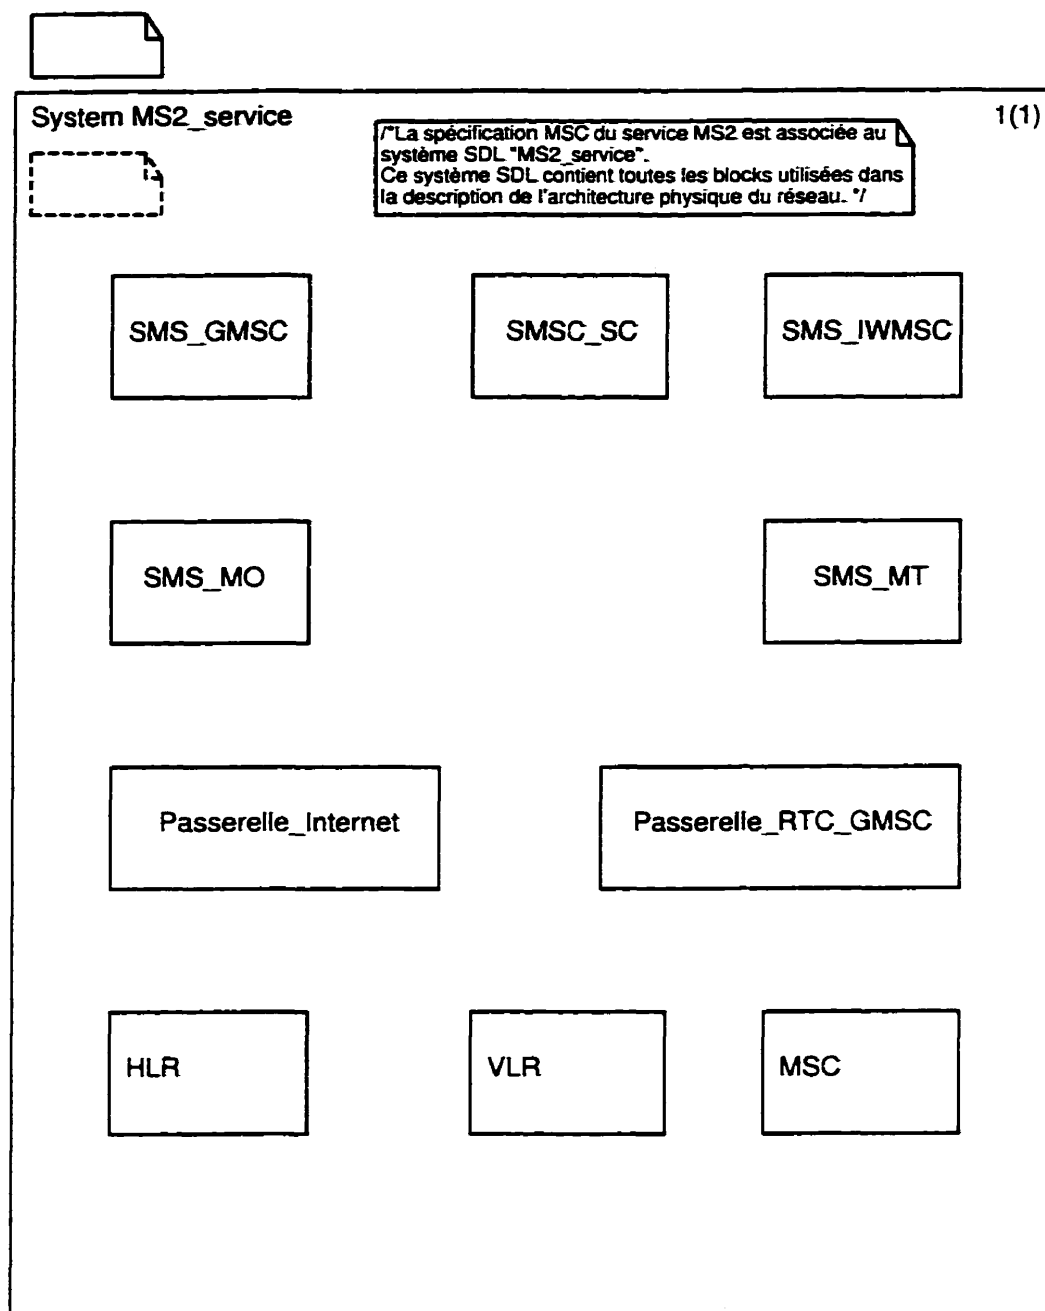 System MS2_service
1(1)
/*La spécification MSC du service MS2 est associée au
système SDL "MS2_service".
Ce système SDL contient toutes les blocks utilisées dans
la description de l'architecture physique du réseau. */
SMS_GMSC
SMSC_SC
SMS_IWMSC
SMS_MO
SMS_MT
Passerelle_Internet
Passerelle_RTC_GMSC
HLR
VLR
MSC